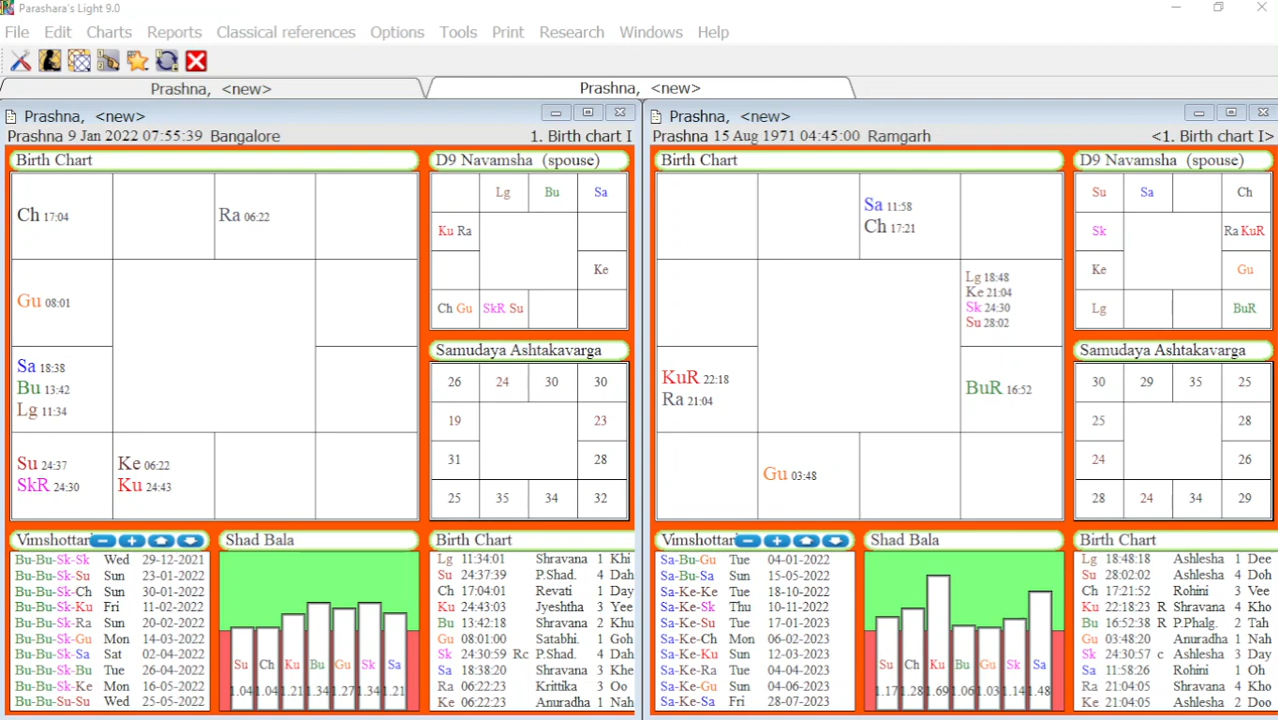 Parashara's Light 9.0
File Edit Charts Reports Classical references Options Tools Print Research Windows Help
Prashna, <new> Prashna, <new>
Prashna, <new>
Prashna 9 Jan 2022 07:55:39 Bangalore 1. Birth chart I
Birth Chart
Ch 17:04 Ra 06:22
Gu 08:01
Sa 18:38
Bu 13:42
Lg 11:34
Su 24:37 Ke 06:22
SkR 24:30 Ku 24:43
D9 Navamsha (spouse)
Lg Bu Sa
Ku Ra
Ke
Ch Gu SkR Su
Samudaya Ashtakavarga
26 24 30 30
19 23
31 28
25 35 34 32
Vimshottari
Bu-Bu-Sk-Sk Wed 29-12-2021
Bu-Bu-Sk-Su Sun 23-01-2022
Bu-Bu-Sk-Ch Sun 30-01-2022
Bu-Bu-Sk-Ku Fri 11-02-2022
Bu-Bu-Sk-Ra Sun 20-02-2022
Bu-Bu-Sk-Gu Mon 14-03-2022
Bu-Bu-Sk-Sa Sat 02-04-2022
Bu-Bu-Sk-Bu Tue 26-04-2022
Bu-Bu-Sk-Ke Mon 16-05-2022
Bu-Bu-Su-Su Wed 25-05-2022
Shad Bala
Su Ch Ku Bu Gu Sk Sa
1.04 1.04 1.21 1.34 1.27 1.34 1.21
Birth Chart
Lg 11:34:01 Shravana 1 Khi
Su 24:37:39 P.Shad. 4 Dah
Ch 17:04:01 Revati 1 Day
Ku 24:43:03 Jyeshtha 3 Yee
Bu 13:42:18 Shravana 2 Khu
Gu 08:01:00 Satabhi. 1 Goh
Sk 24:30:59 Rc P.Shad. 4 Dah
Sa 18:38:20 Shravana 3 Khe
Ra 06:22:23 Krittika 3 Oo
Ke 06:22:23 Anuradha 1 Nah
Prashna, <new>
Prashna 15 Aug 1971 04:45:00 Ramgarh <1. Birth chart I>
Birth Chart
Sa 11:58
Ch 17:21
Lg 18:48
Ke 21:04
Sk 24:30
Su 28:02
KuR 22:18
Ra 21:04
BuR 16:52
Gu 03:48
D9 Navamsha (spouse)
Su Sa Ch
Sk Ra KuR
Ke Gu
Lg BuR
Samudaya Ashtakavarga
30 29 35 25
25 28
24 26
28 24 34 29
Vimshottari
Sa-Bu-Gu Tue 04-01-2022
Sa-Bu-Sa Sun 15-05-2022
Sa-Ke-Ke Tue 18-10-2022
Sa-Ke-Sk Thu 10-11-2022
Sa-Ke-Su Tue 17-01-2023
Sa-Ke-Ch Mon 06-02-2023
Sa-Ke-Ku Sun 12-03-2023
Sa-Ke-Ra Tue 04-04-2023
Sa-Ke-Gu Sun 04-06-2023
Sa-Ke-Sa Fri 28-07-2023
Shad Bala
Su Ch Ku Bu Gu Sk Sa
1.17 1.28 1.69 1.06 1.03 1.14 1.48
Birth Chart
Lg 18:48:18 Ashlesha 1 Dee
Su 28:02:02 Ashlesha 4 Doh
Ch 17:21:52 Rohini 3 Vee
Ku 22:18:23 R Shravana 4 Kho
Bu 16:52:38 R P.Phalg. 2 Tah
Gu 03:48:20 Anuradha 1 Nah
Sk 24:30:57 c Ashlesha 3 Day
Sa 11:58:26 Rohini 1 Oh
Ra 21:04:05 Shravana 4 Kho
Ke 21:04:05 Ashlesha 2 Doo